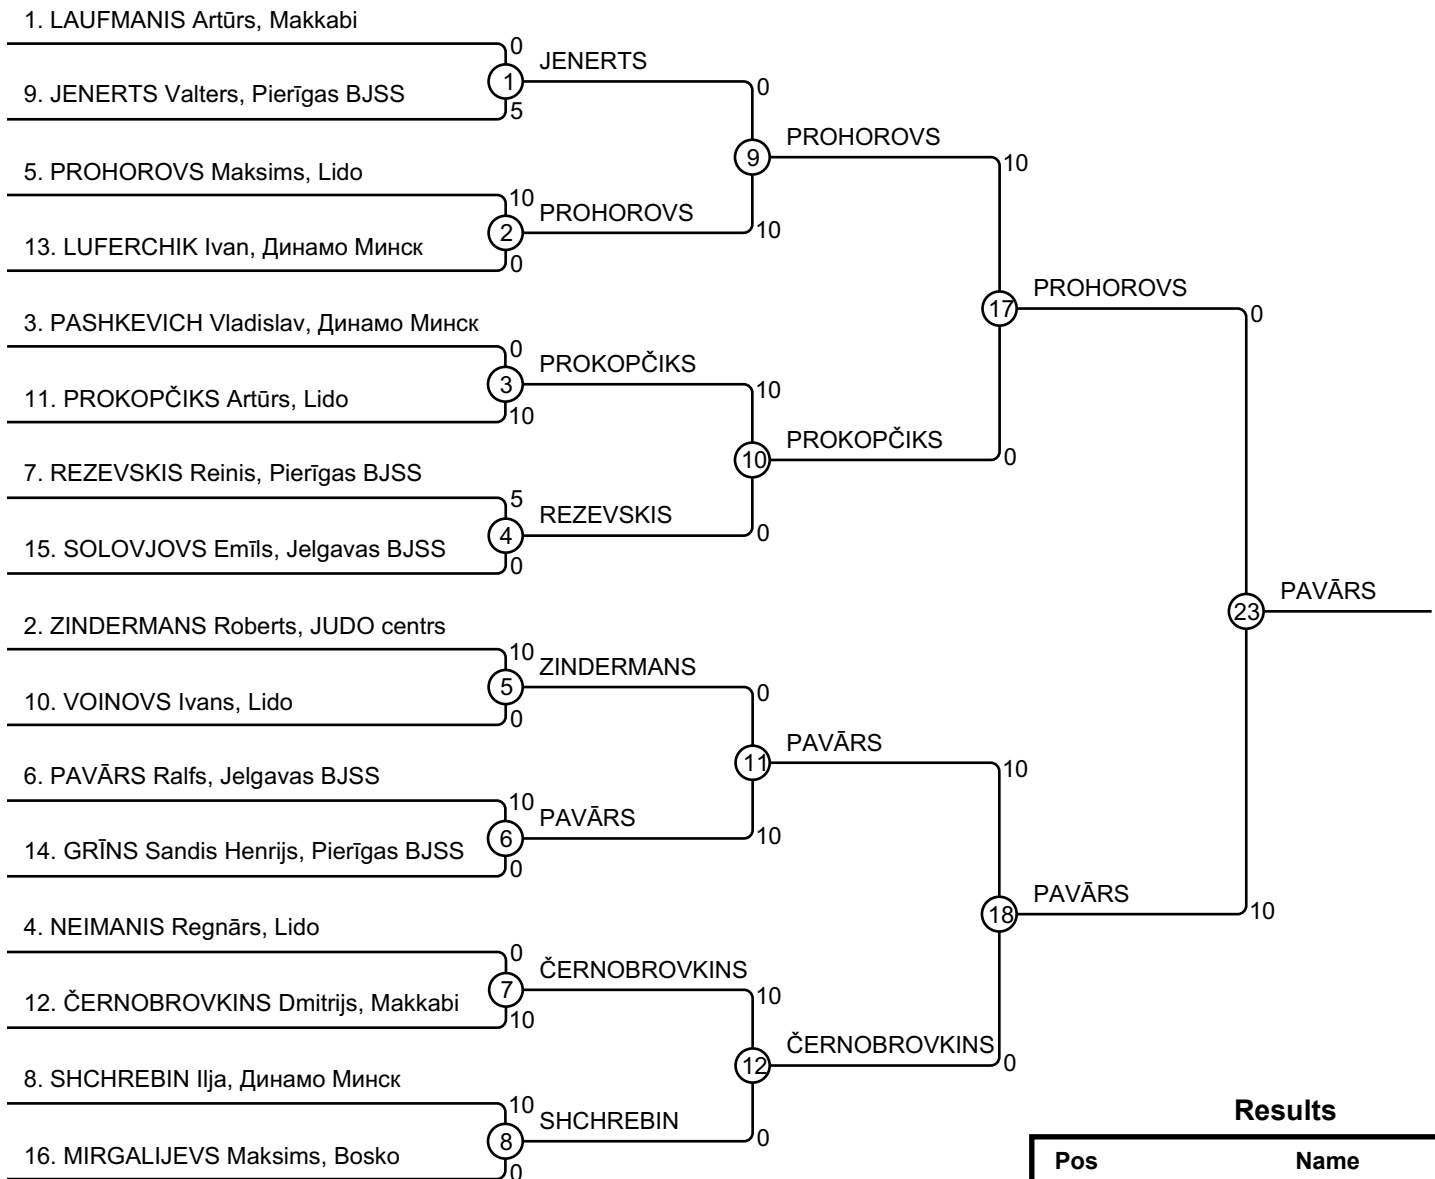 1. LAUFMANIS Artūrs, Makkabi
0
JENERTS
1
0
9. JENERTS Valters, Pierīgas BJSS
5
PROHOROVS
9
10
5. PROHOROVS Maksims, Lido
10
PROHOROVS
2
10
13. LUFERCHIK Ivan, Динамо Минск
0
PROHOROVS
17
0
3. PASHKEVICH Vladislav, Динамо Минск
0
PROKOPČIKS
3
10
11. PROKOPČIKS Artūrs, Lido
10
PROKOPČIKS
10
0
7. REZEVSKIS Reinis, Pierīgas BJSS
5
REZEVSKIS
4
0
15. SOLOVJOVS Emīls, Jelgavas BJSS
0
PAVĀRS
23
2. ZINDERMANS Roberts, JUDO centrs
10
ZINDERMANS
5
0
10. VOINOVS Ivans, Lido
0
PAVĀRS
11
10
6. PAVĀRS Ralfs, Jelgavas BJSS
10
PAVĀRS
6
10
14. GRĪNS Sandis Henrijs, Pierīgas BJSS
0
PAVĀRS
18
10
4. NEIMANIS Regnārs, Lido
0
ČERNOBROVKINS
7
10
12. ČERNOBROVKINS Dmitrijs, Makkabi
10
ČERNOBROVKINS
12
0
8. SHCHREBIN Ilja, Динамо Минск
10
SHCHREBIN
8
0
16. MIRGALIJEVS Maksims, Bosko
0
Results
Pos Name